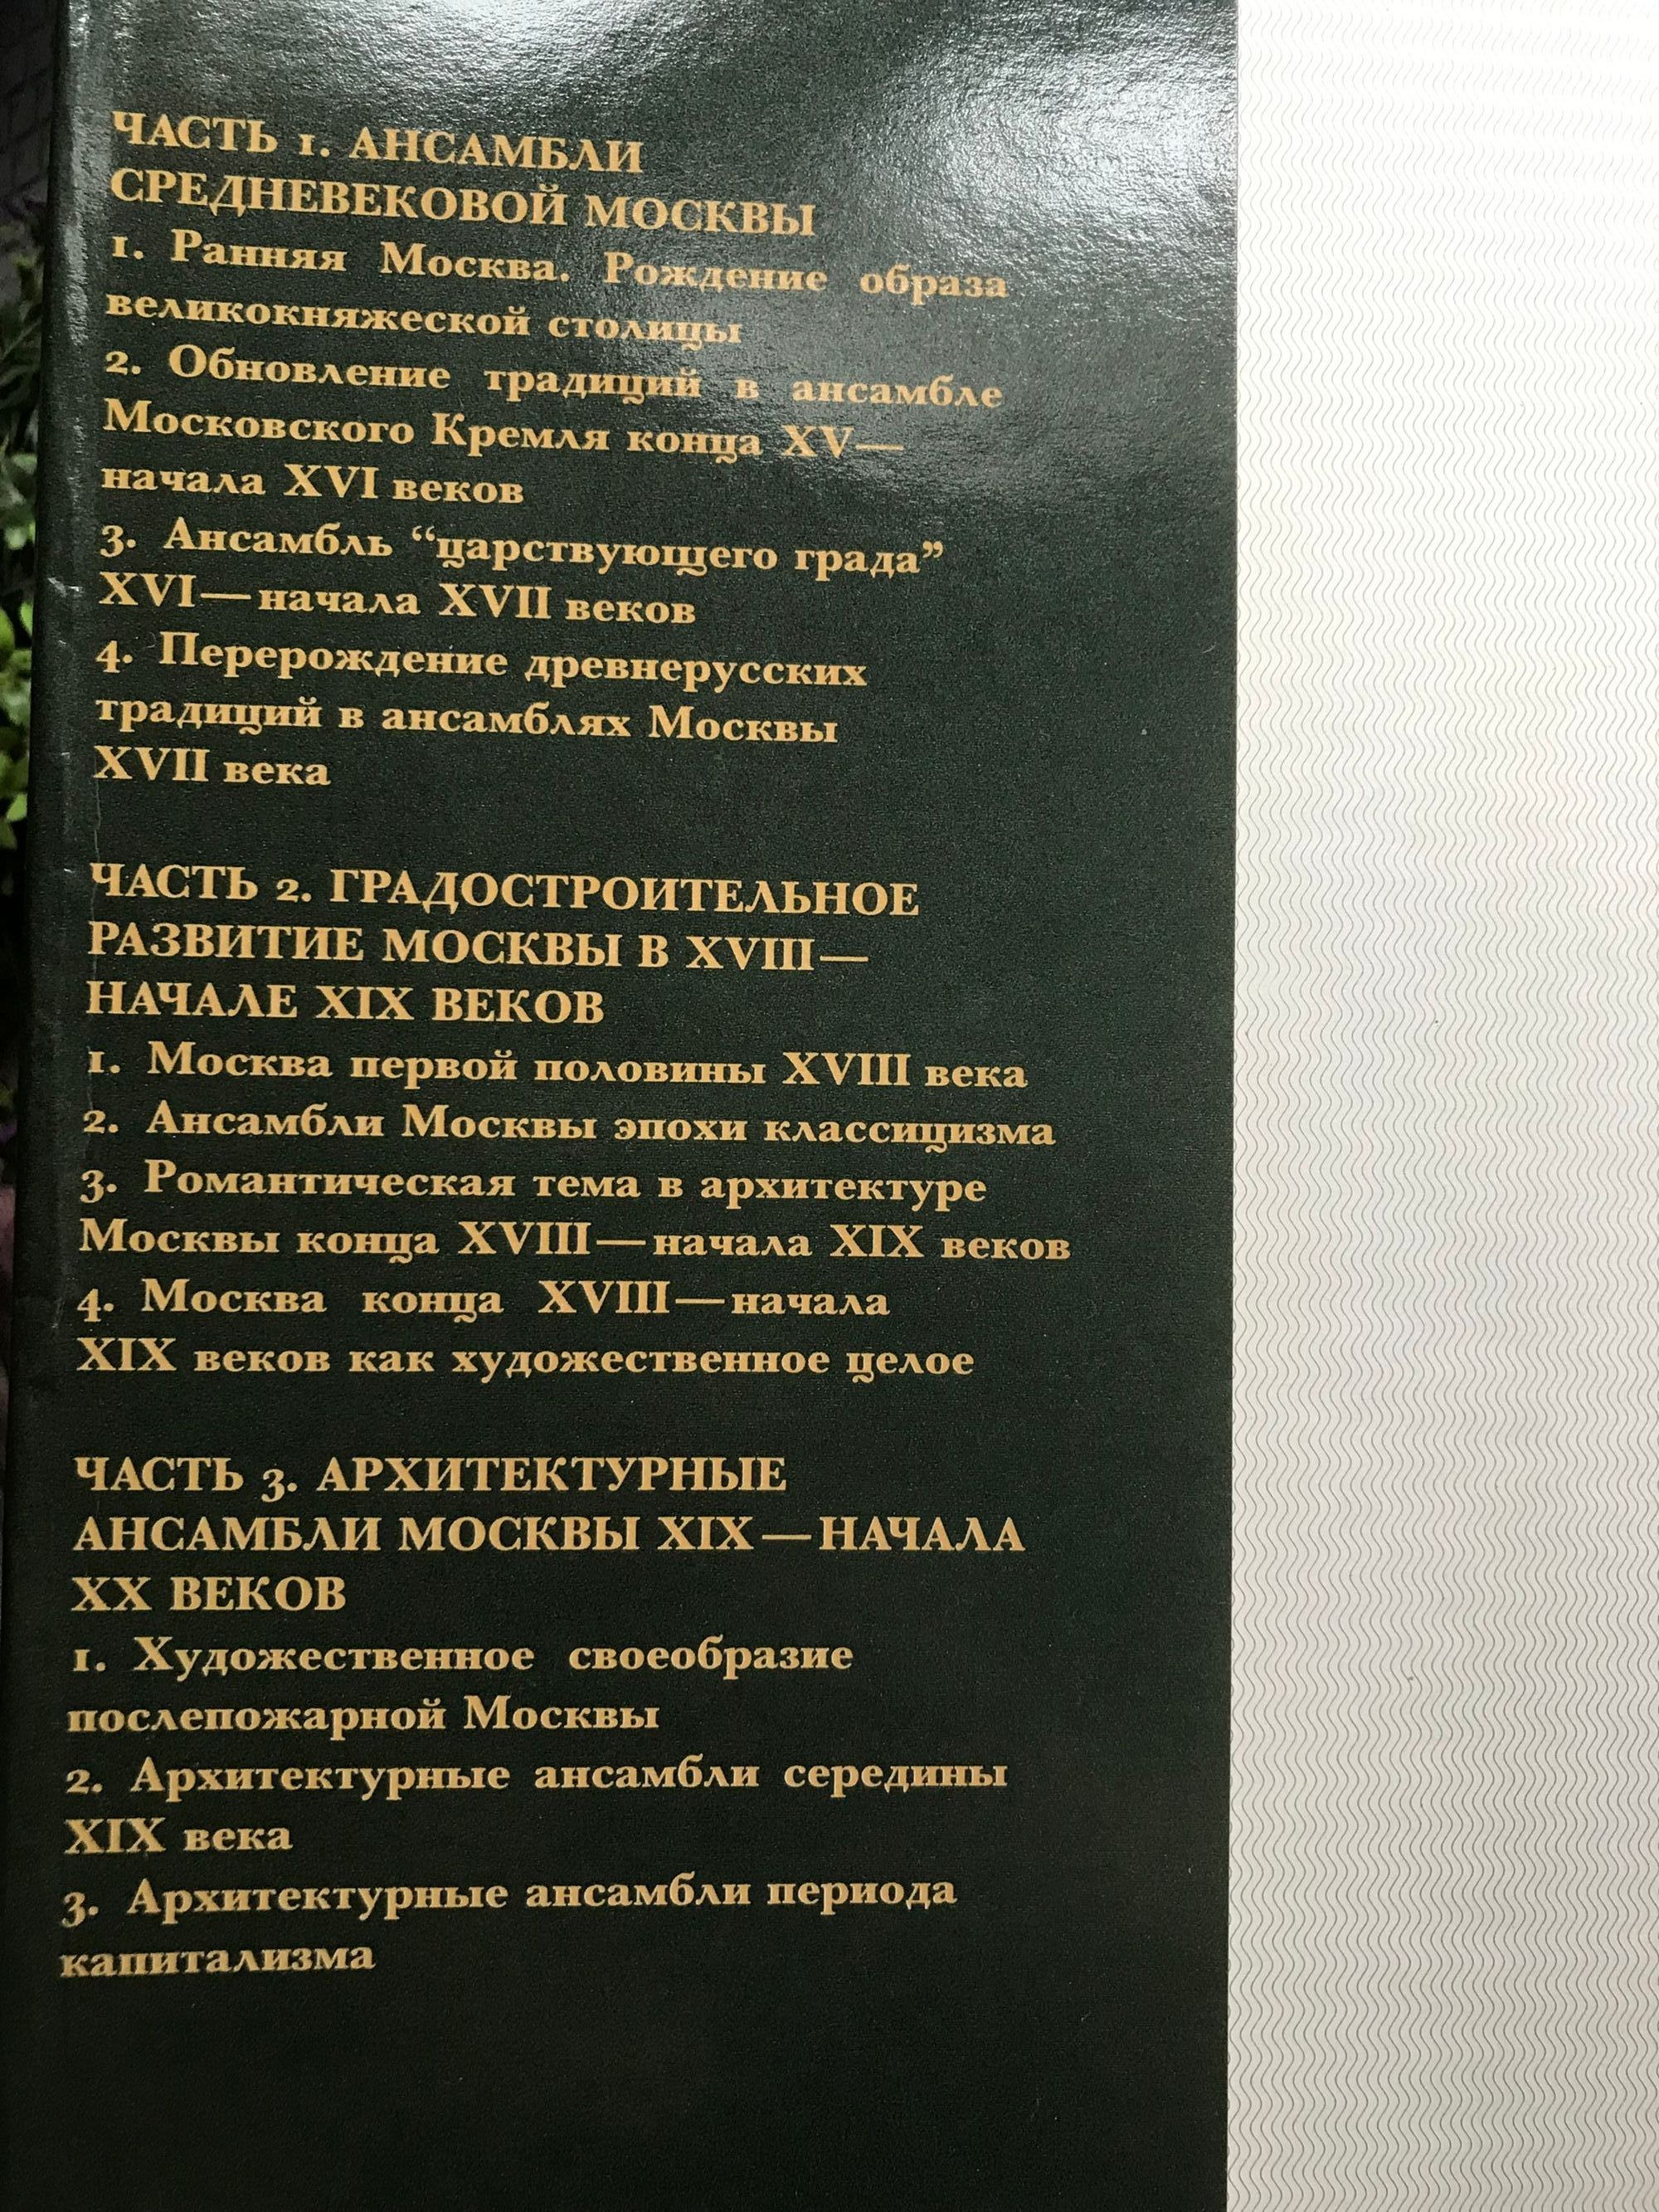 ЧАСТЬ 1. АНСАМБЛИ
СРЕДНЕВЕКОВОЙ МОСКВЫ
1. Ранняя Москва. Рождение образа
великокняжеской столицы
2. Обновление традиций в ансамбле
Московского Кремля конца XV—
начала XVI веков
3. Ансамбль “царствующего града”
XVI—начала XVII веков
4. Перерождение древнерусских
традиций в ансамблях Москвы
XVII века
ЧАСТЬ 2. ГРАДОСТРОИТЕЛЬНОЕ
РАЗВИТИЕ МОСКВЫ В XVIII—
НАЧАЛЕ XIX ВЕКОВ
1. Москва первой половины XVIII века
2. Ансамбли Москвы эпохи классицизма
3. Романтическая тема в архитектуре
Москвы конца XVIII—начала XIX веков
4. Москва конца XVIII—начала
XIX веков как художественное целое
ЧАСТЬ 3. АРХИТЕКТУРНЫЕ
АНСАМБЛИ МОСКВЫ XIX—НАЧАЛА
XX ВЕКОВ
1. Художественное своеобразие
послепожарной Москвы
2. Архитектурные ансамбли середины
XIX века
3. Архитектурные ансамбли периода
капитализма